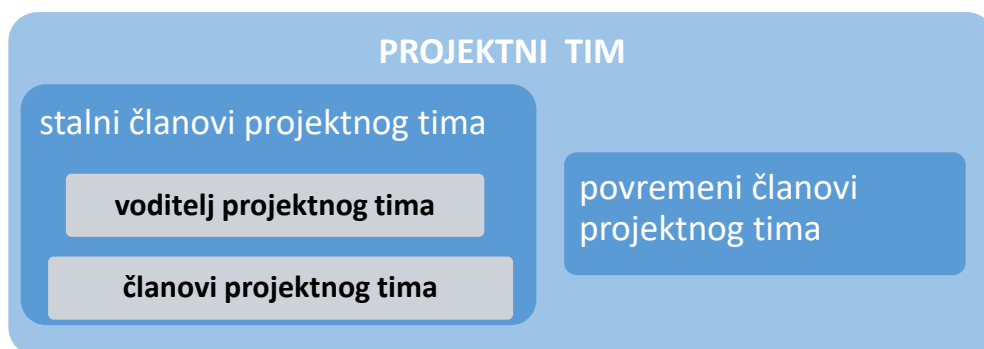 PROJEKTNI TIM
stalni članovi projektnog tima
voditelj projektnog tima
članovi projektnog tima
povremeni članovi
projektnog tima